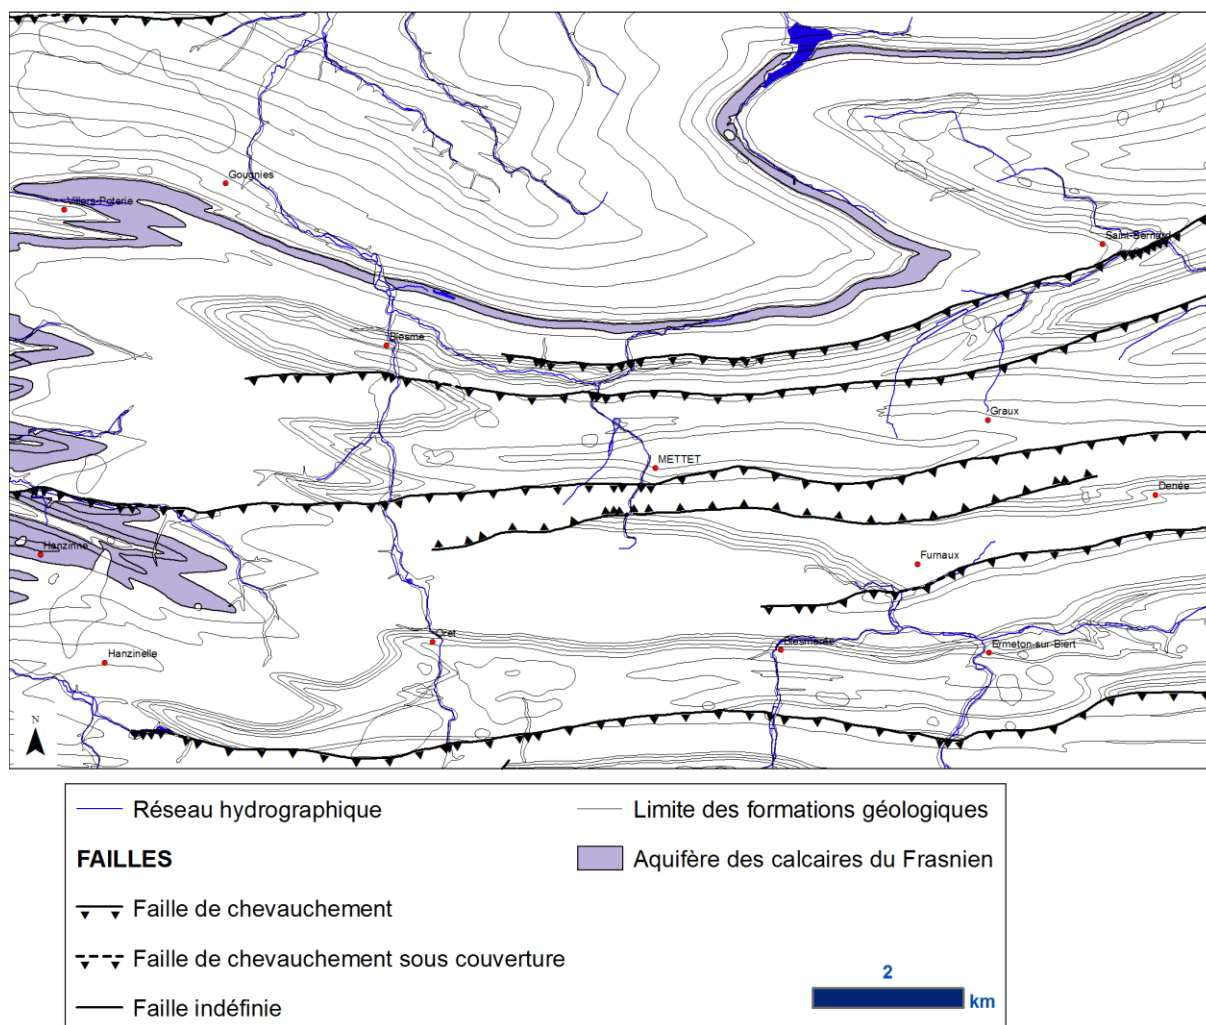 Gougnies
Villers-Poterie
Saint-Bernard
Biesme
Graux
METTET
Denée
Hanzinne
Furnaux
Oret
Biesmerée
Ermeton-sur-Biert
Hanzinelle
N
Réseau hydrographique
Limite des formations géologiques
FAILLES
Aquifère des calcaires du Frasnien
Faille de chevauchement
Faille de chevauchement sous couverture
2
km
Faille indéfinie